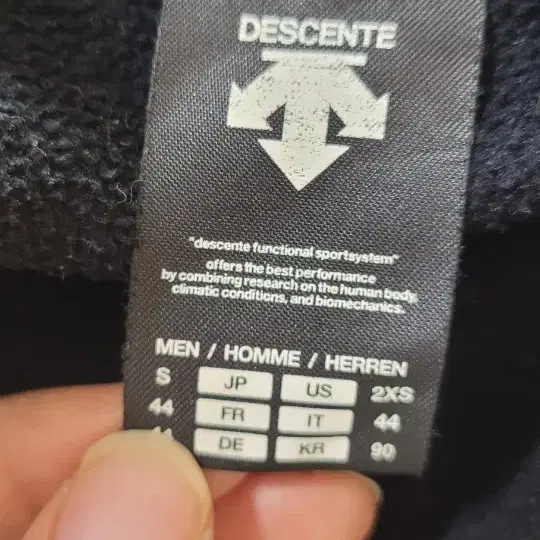 DESCENTE
"descente functional sportsystem"
offers the best performance
by combining research on the human body,
climatic conditions, and biomechanics.
MEN / HOMME / HERREN
S JP US 2XS
44 FR IT 44
44 DE KR 90